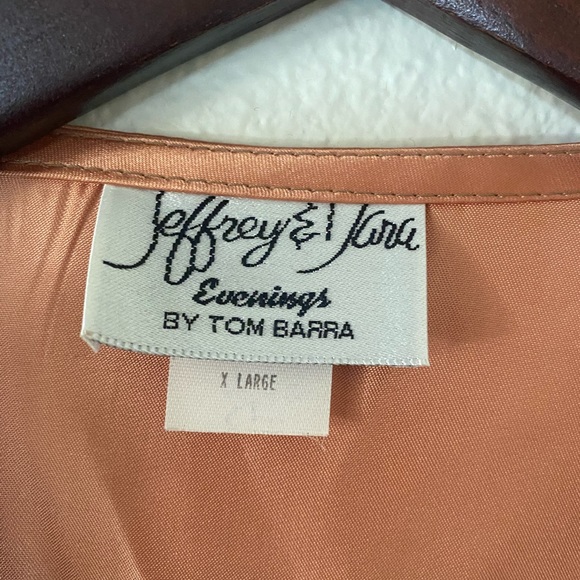 Jeffrey & Dara
Evenings
BY TOM BARRA
X LARGE